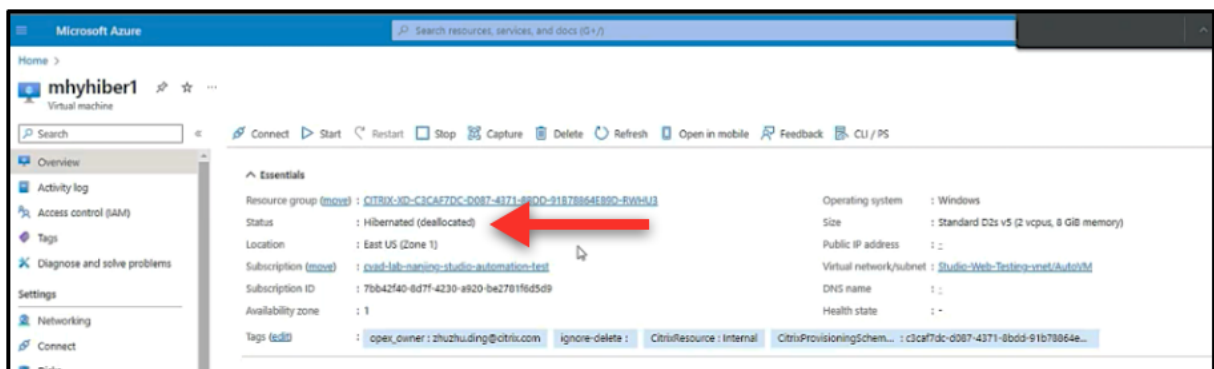 Microsoft Azure
Search resources, services, and docs (G+/)
Home >
mhyhiber1
Virtual machine
Search
Connect Start Restart Stop Capture Delete Refresh Open in mobile Feedback CLI / PS
Overview
Activity log
Access control (IAM)
Tags
Diagnose and solve problems
Settings
Networking
Connect
Essentials
Resource group (move) : CITRIX-XD-C3CAF7DC-D087-4371-8BDD-91B78864E89D-RWHU3
Status : Hibernated (deallocated)
Location : East US (Zone 1)
Subscription (move) : cvad-lab-nanjing-studio-automation-test
Subscription ID : 7bb42f40-8d7f-4230-a920-be2781f6d5d9
Availability zone : 1
Operating system : Windows
Size : Standard D2s v5 (2 vcpus, 8 GiB memory)
Public IP address : -
Virtual network/subnet : Studio-Web-Testing-vnet/AutoVM
DNS name : -
Health state : -
Tags (edit) : opex_owner : zhuzhu.ding@citrix.com ignore-delete : CitrixResource : Internal CitrixProvisioningSchem... : c3caf7dc-d087-4371-8bdd-91b78864e...